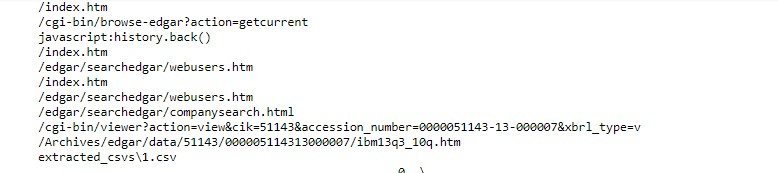 /index.htm
/cgi-bin/browse-edgar?action=getcurrent
javascript:history.back()
/index.htm
/edgar/searchedgar/webusers.htm
/index.htm
/edgar/searchedgar/webusers.htm
/edgar/searchedgar/companysearch.html
/cgi-bin/viewer?action=view&cik=51143&accession_number=0000051143-13-000007&xbrl_type=v
/Archives/edgar/data/51143/000005114313000007/ibm13q3_10q.htm
extracted_csvs\1.csv
0 \